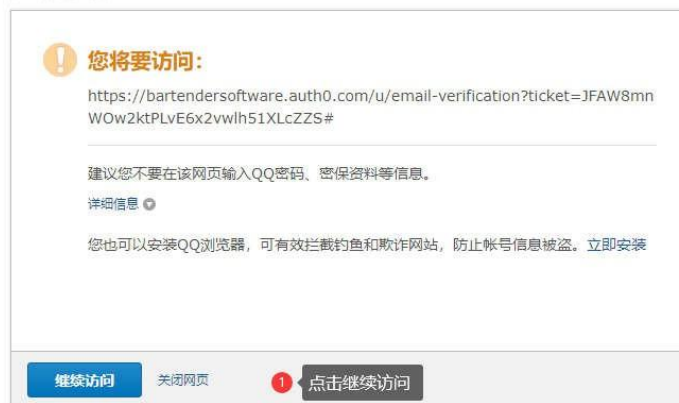 您将要访问:
https://bartendersoftware.auth0.com/u/email-verification?ticket=JFAW8mn
WOw2ktPLvE6x2vwlh51XLcZZS#
建议您不要在该网页输入QQ密码、密保资料等信息。
详细信息
您也可以安装QQ浏览器，可有效拦截钓鱼和欺诈网站，防止帐号信息被盗。立即安装
继续访问 关闭网页 1 点击继续访问